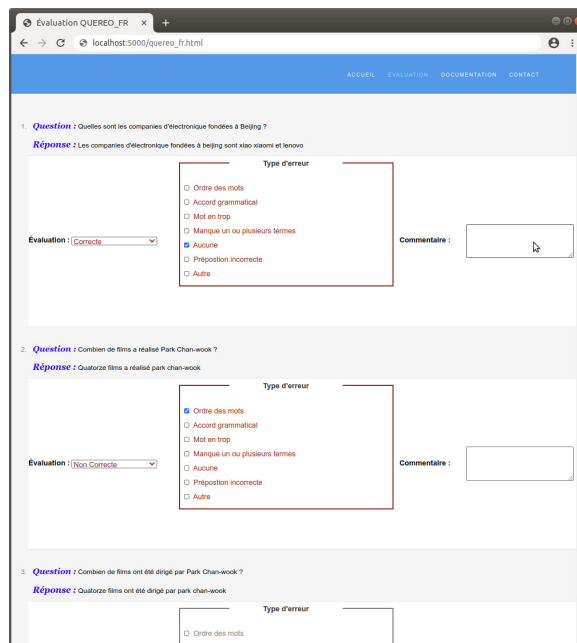 Évaluation QUEREO_FR × +
localhost:5000/quereo_fr.html
ACCUEIL ÉVALUATION DOCUMENTATION CONTACT
1. Question : Quelles sont les companies d'électronique fondées à Beijing ?
Réponse : Les companies d'électronique fondées à beijing sont xiao xiaomi et lenovo
Type d'erreur
Ordre des mots
Accord grammatical
Mot en trop
Manque un ou plusieurs termes
Évaluation : Correcte Aucune Commentaire :
Prépostion incorrecte
Autre
2. Question : Combien de films a réalisé Park Chan-wook ?
Réponse : Quatorze films a réalisé park chan-wook
Type d'erreur
Ordre des mots
Accord grammatical
Mot en trop
Manque un ou plusieurs termes
Évaluation : Non Correcte Aucune Commentaire :
Prépostion incorrecte
Autre
3. Question : Combien de films ont été dirigé par Park Chan-wook ?
Réponse : Quatorze films ont été dirigé par park chan-wook
Type d'erreur
Ordre des mots